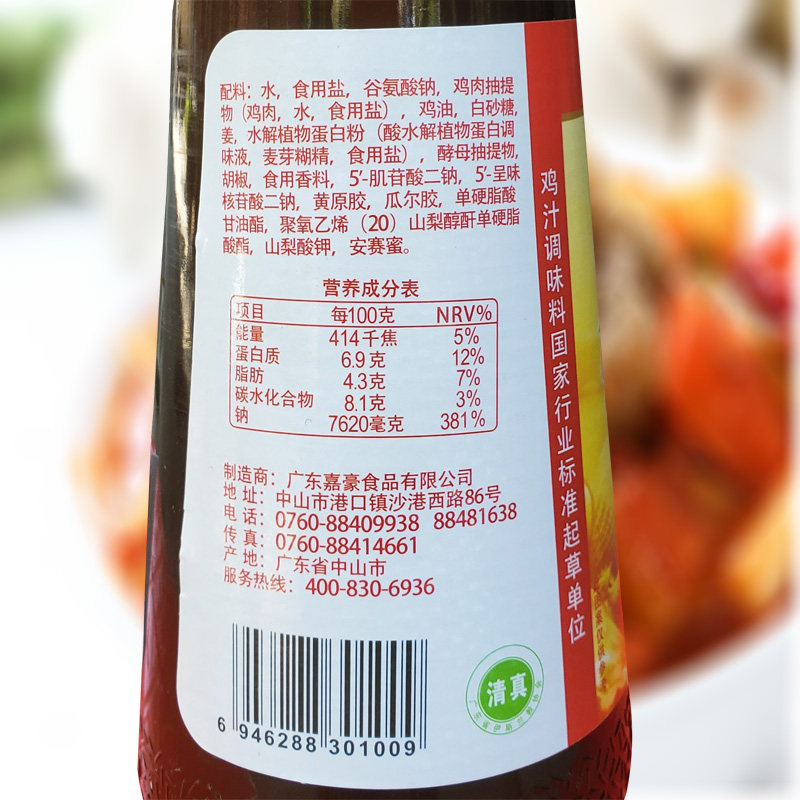 配料：水，食用盐，谷氨酸钠，鸡肉抽提
物（鸡肉，水，食用盐），鸡油，白砂糖，
姜，水解植物蛋白粉（酸水解植物蛋白调
味液，麦芽糊精，食用盐），酵母抽提物，
胡椒，食用香料，5′-肌苷酸二钠，5′-呈味
核苷酸二钠，黄原胶，瓜尔胶，单硬脂酸
甘油酯，聚氧乙烯（20）山梨醇酐单硬脂
酸酯，山梨酸钾，安赛蜜。
营养成分表
项目 每100克 NRV%
能量 414千焦 5%
蛋白质 6.9克 12%
脂肪 4.3克 7%
碳水化合物 8.1克 3%
钠 7620毫克 381%
制造商：广东嘉豪食品有限公司
地址：中山市港口镇沙港西路86号
电话：0760-88409938 88481638
传真：0760-88414661
产地：广东省中山市
服务热线：400-830-6936
6 946288 301009
清真
广东省伊斯兰教协会
鸡汁调味料国家行业标准起草单位